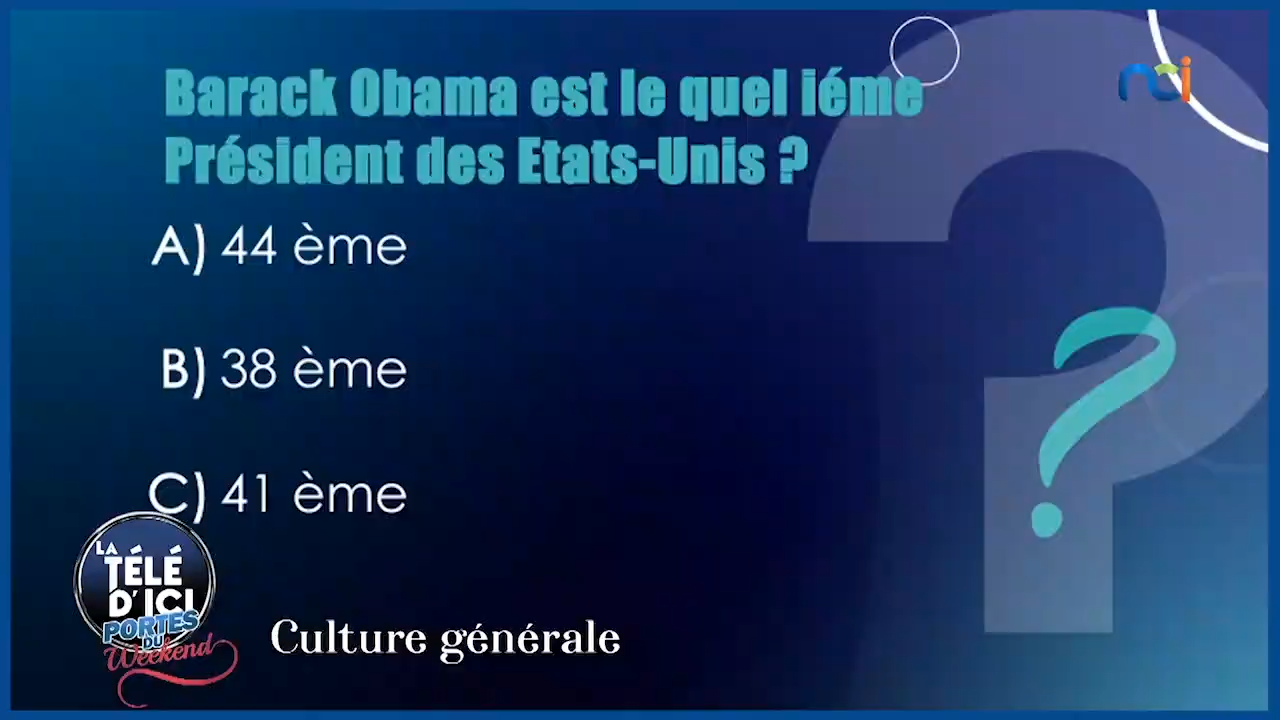 nci
Barack Obama est le quel iéme
Président des Etats-Unis ?
A) 44 ème
B) 38 ème
C) 41 ème
LA
TÉLÉ
D'ICI
PORTES
DU
Weekend
Culture générale